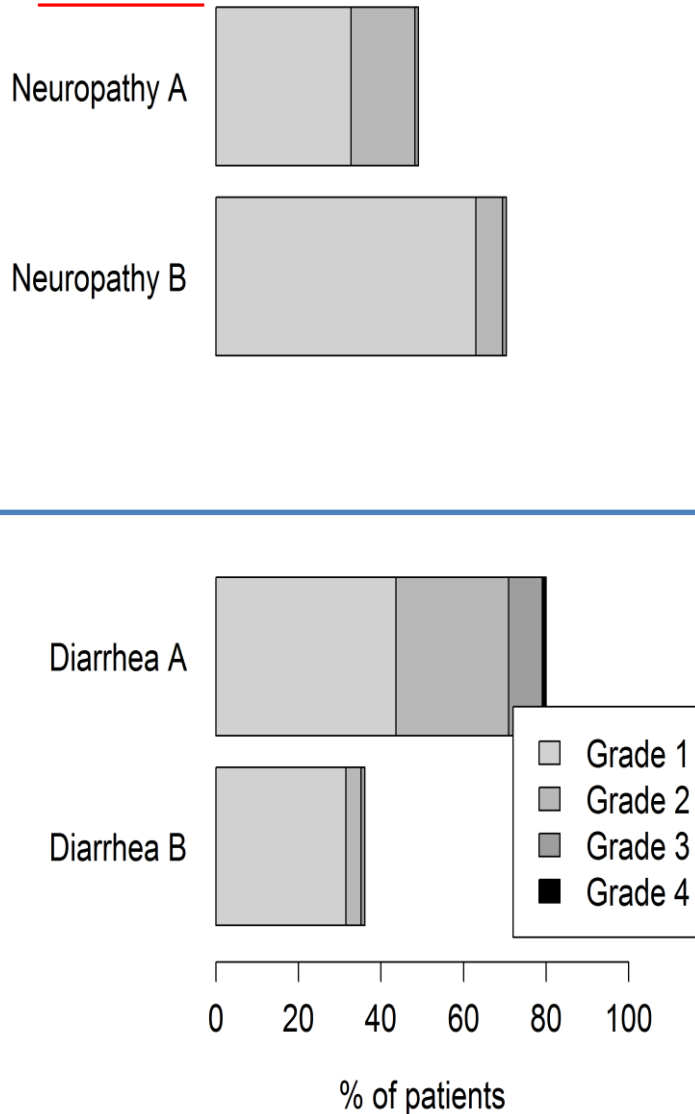 Neuropathy A
Neuropathy B
Diarrhea A
Grade 1
Grade 2
Diarrhea B
Grade 3
Grade 4
0 20 40 60 80 100
% of patients